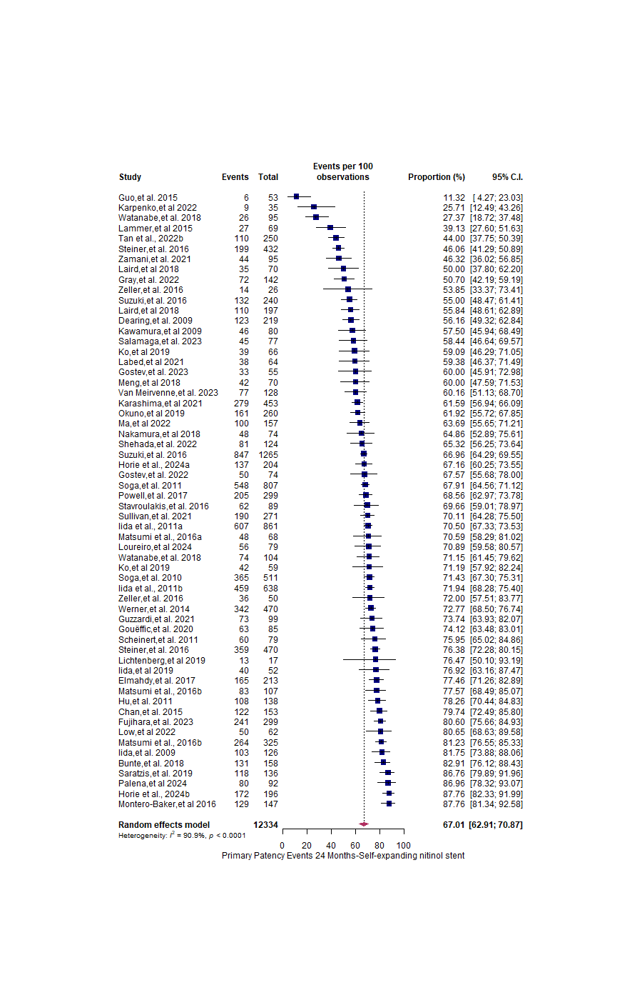 Events per 100
Study Events Total observations Proportion (%) 95% C.I.
Guo,et al. 2015 6 53 11.32 [ 4.27; 23.03]
Karpenko,et al 2022 9 35 25.71 [12.49; 43.26]
Watanabe,et al. 2018 26 95 27.37 [18.72; 37.48]
Lammer,et al 2015 27 69 39.13 [27.60; 51.63]
Tan et al., 2022b 110 250 44.00 [37.75; 50.39]
Steiner,et al. 2016 199 432 46.06 [41.29; 50.89]
Zamani,et al. 2021 44 95 46.32 [36.02; 56.85]
Laird,et al 2018 35 70 50.00 [37.80; 62.20]
Gray,et al. 2022 72 142 50.70 [42.19; 59.19]
Zeller,et al. 2016 14 26 53.85 [33.37; 73.41]
Suzuki,et al. 2016 132 240 55.00 [48.47; 61.41]
Laird,et al 2018 110 197 55.84 [48.61; 62.89]
Dearing,et al. 2009 123 219 56.16 [49.32; 62.84]
Kawamura,et al 2009 46 80 57.50 [45.94; 68.49]
Salamaga,et al. 2023 45 77 58.44 [46.64; 69.57]
Ko,et al 2019 39 66 59.09 [46.29; 71.05]
Labed,et al 2021 38 64 59.38 [46.37; 71.49]
Gostev,et al. 2023 33 55 60.00 [45.91; 72.98]
Meng,et al 2018 42 70 60.00 [47.59; 71.53]
Van Meirvenne,et al. 2023 77 128 60.16 [51.13; 68.70]
Karashima,et al 2021 279 453 61.59 [56.94; 66.09]
Okuno,et al 2019 161 260 61.92 [55.72; 67.85]
Ma,et al 2022 100 157 63.69 [55.65; 71.21]
Nakamura,et al 2018 48 74 64.86 [52.89; 75.61]
Shehada,et al. 2022 81 124 65.32 [56.25; 73.64]
Suzuki,et al. 2016 847 1265 66.96 [64.29; 69.55]
Horie et al., 2024a 137 204 67.16 [60.25; 73.55]
Gostev,et al. 2022 50 74 67.57 [55.68; 78.00]
Soga,et al. 2011 548 807 67.91 [64.56; 71.12]
Powell,et al. 2017 205 299 68.56 [62.97; 73.78]
Stavroulakis,et al. 2016 62 89 69.66 [59.01; 78.97]
Sullivan,et al. 2021 190 271 70.11 [64.28; 75.50]
Iida et al., 2011a 607 861 70.50 [67.33; 73.53]
Matsumi et al., 2016a 48 68 70.59 [58.29; 81.02]
Loureiro,et al 2024 56 79 70.89 [59.58; 80.57]
Watanabe,et al. 2018 74 104 71.15 [61.45; 79.62]
Ko,et al 2019 42 59 71.19 [57.92; 82.24]
Soga,et al. 2010 365 511 71.43 [67.30; 75.31]
Iida et al., 2011b 459 638 71.94 [68.28; 75.40]
Zeller,et al. 2016 36 50 72.00 [57.51; 83.77]
Werner,et al. 2014 342 470 72.77 [68.50; 76.74]
Guzzardi,et al. 2021 73 99 73.74 [63.93; 82.07]
Gouëffic,et al. 2020 63 85 74.12 [63.48; 83.01]
Scheinert,et al. 2011 60 79 75.95 [65.02; 84.86]
Steiner,et al. 2016 359 470 76.38 [72.28; 80.15]
Lichtenberg,et al 2019 13 17 76.47 [50.10; 93.19]
Iida,et al 2019 40 52 76.92 [63.16; 87.47]
Elmahdy,et al. 2017 165 213 77.46 [71.26; 82.89]
Matsumi et al., 2016b 83 107 77.57 [68.49; 85.07]
Hu,et al. 2011 108 138 78.26 [70.44; 84.83]
Chan,et al. 2015 122 153 79.74 [72.49; 85.80]
Fujihara,et al. 2023 241 299 80.60 [75.66; 84.93]
Low,et al 2022 50 62 80.65 [68.63; 89.58]
Matsumi et al., 2016b 264 325 81.23 [76.55; 85.33]
Iida,et al. 2009 103 126 81.75 [73.88; 88.06]
Bunte,et al. 2018 131 158 82.91 [76.12; 88.43]
Saratzis,et al. 2019 118 136 86.76 [79.89; 91.96]
Palena,et al 2024 80 92 86.96 [78.32; 93.07]
Horie et al., 2024b 172 196 87.76 [82.33; 91.99]
Montero-Baker,et al 2016 129 147 87.76 [81.34; 92.58]
Random effects model 12334 67.01 [62.91; 70.87]
Heterogeneity: I² = 90.9%, p < 0.0001
0 20 40 60 80 100
Primary Patency Events 24 Months-Self-expanding nitinol stent